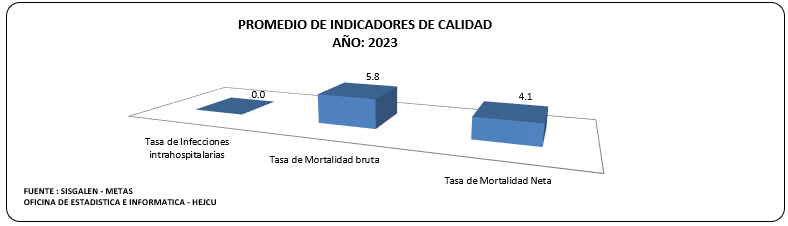 PROMEDIO DE INDICADORES DE CALIDAD
AÑO: 2023
0.0
5.8
4.1
Tasa de Infecciones
intrahospitalarias
Tasa de Mortalidad bruta
Tasa de Mortalidad Neta
FUENTE : SISGALEN - METAS
OFICINA DE ESTADISTICA E INFORMATICA - HEJCU